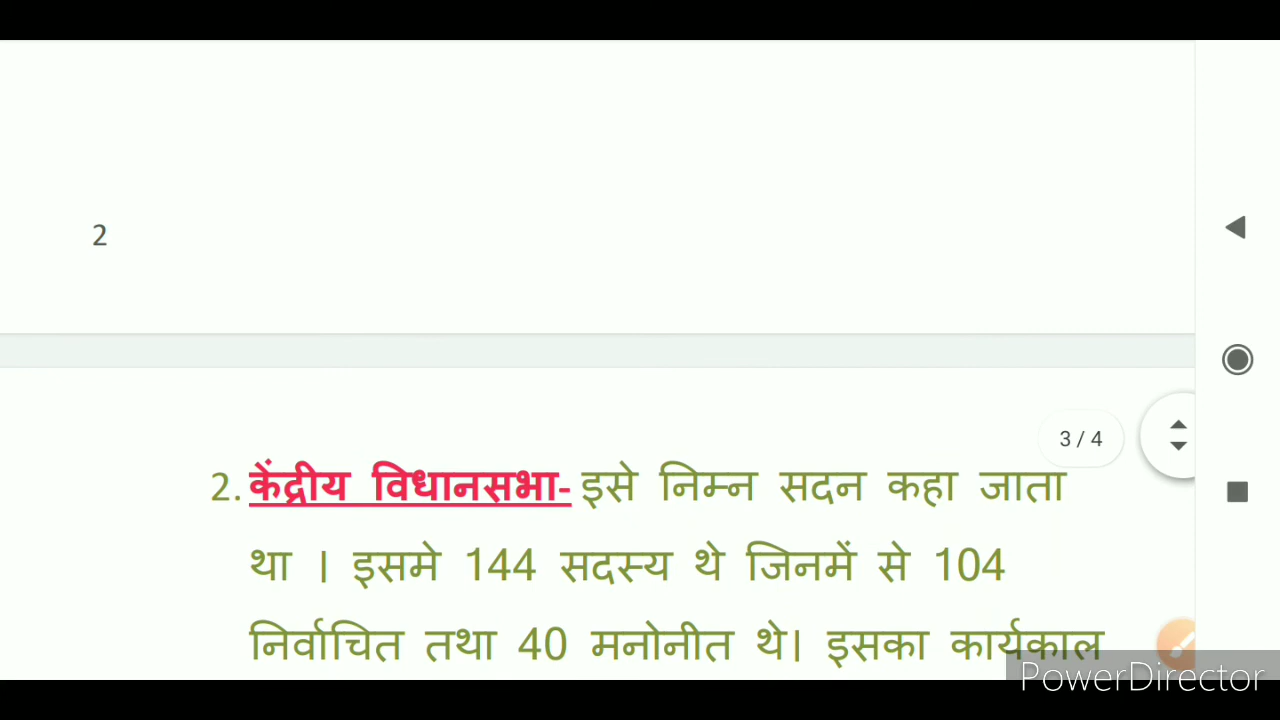 2
3 / 4
2. केंद्रीय विधानसभा- इसे निम्न सदन कहा जाता
था । इसमे 144 सदस्य थे जिनमें से 104
निर्वाचित तथा 40 मनोनीत थे। इसका कार्यकाल
PowerDirector